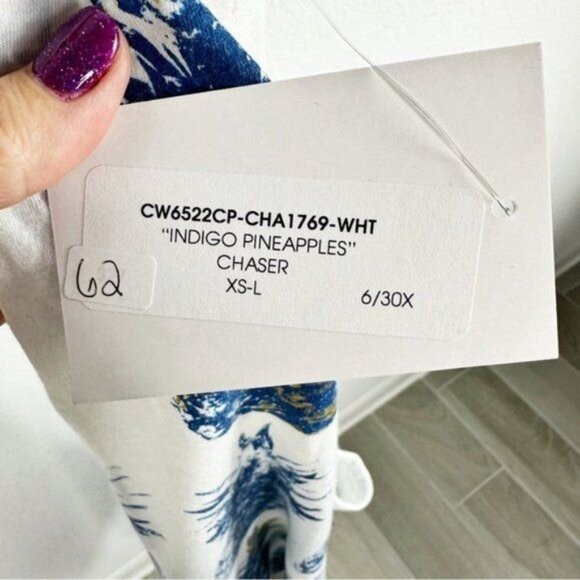 CW6522CP-CHA1769-WHT
“INDIGO PINEAPPLES”
CHASER
XS-L
6/30X
62